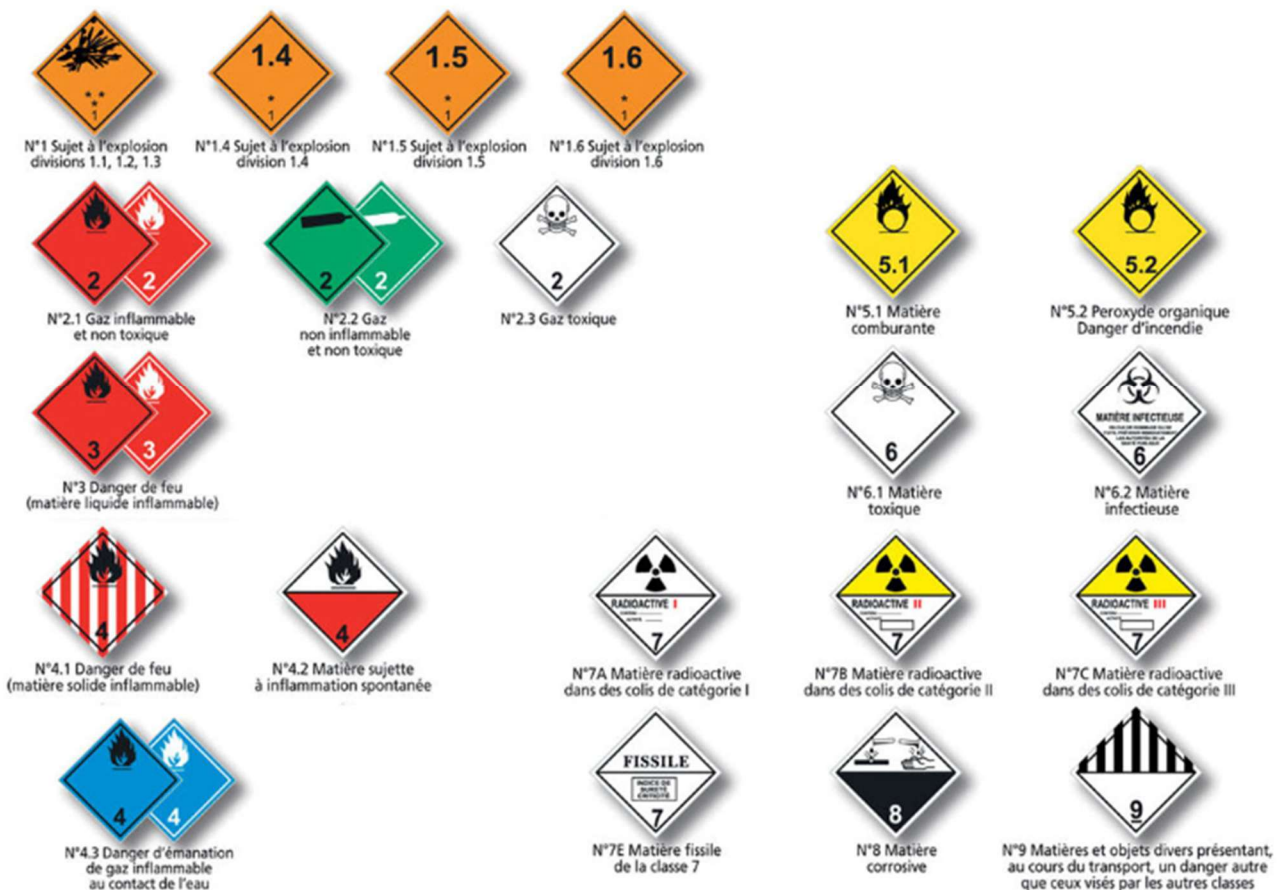 1.4
1.5
1.6
* *
*
1
*
1
*
1
*
1
N°1 Sujet à l'explosion
divisions 1.1, 1.2, 1.3
N°1.4 Sujet à l'explosion
division 1.4
N°1.5 Sujet à l'explosion
division 1.5
N°1.6 Sujet à l'explosion
division 1.6
2
2
2
2
2
5.1
5.2
N°2.1 Gaz inflammable
et non toxique
N°2.2 Gaz
non inflammable
et non toxique
N°2.3 Gaz toxique
N°5.1 Matière
comburante
N°5.2 Peroxyde organique
Danger d'incendie
3
3
6
MATIÈRE INFECTIEUSE
6
N°3 Danger de feu
(matière liquide inflammable)
N°6.1 Matière
toxique
N°6.2 Matière
infectieuse
4
4
RADIOACTIVE I
7
RADIOACTIVE II
7
RADIOACTIVE III
7
N°4.1 Danger de feu
(matière solide inflammable)
N°4.2 Matière sujette
à inflammation spontanée
N°7A Matière radioactive
dans des colis de catégorie I
N°7B Matière radioactive
dans des colis de catégorie II
N°7C Matière radioactive
dans des colis de catégorie III
4
4
FISSILE
INDICE DE
SURETÉ
CRITICITÉ
7
8
9
N°4.3 Danger d'émanation
de gaz inflammable
au contact de l'eau
N°7E Matière fissile
de la classe 7
N°8 Matière
corrosive
N°9 Matières et objets divers présentant,
au cours du transport, un danger autre
que ceux visés par les autres classes